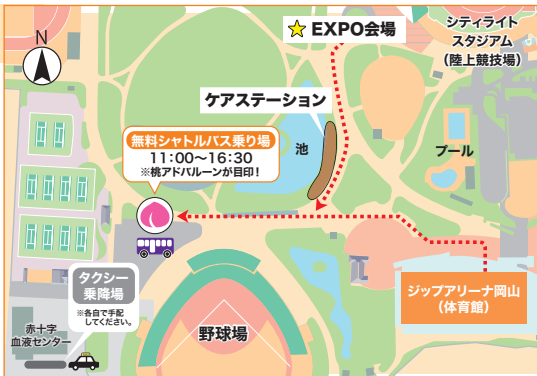 N
☆EXPO会場
シティライト
スタジアム
(陸上競技場)
ケアステーション
無料シャトルバス乗り場
11:00〜16:30
※桃アドバルーンが目印!
池
プール
タクシー
乗降場
※各自で手配
してください。
赤十字
血液センター
野球場
ジップアリーナ岡山
(体育館)